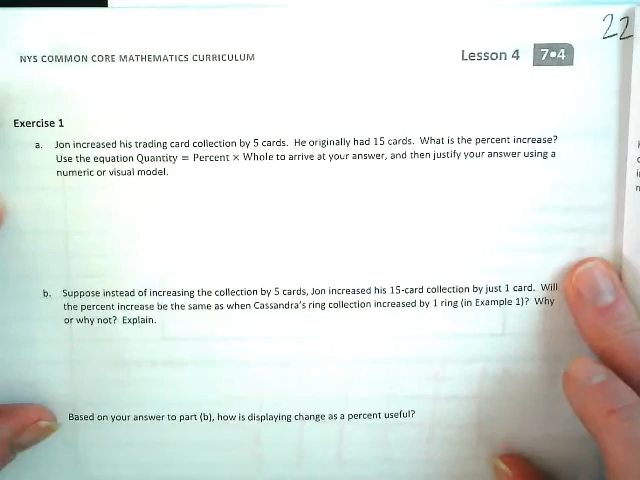 22
NYS COMMON CORE MATHEMATICS CURRICULUM
Lesson 4
7•4
Exercise 1
a. Jon increased his trading card collection by 5 cards. He originally had 15 cards. What is the percent increase?
Use the equation Quantity = Percent × Whole to arrive at your answer, and then justify your answer using a
numeric or visual model.
b. Suppose instead of increasing the collection by 5 cards, Jon increased his 15-card collection by just 1 card. Will
the percent increase be the same as when Cassandra's ring collection increased by 1 ring (in Example 1)? Why
or why not? Explain.
Based on your answer to part (b), how is displaying change as a percent useful?